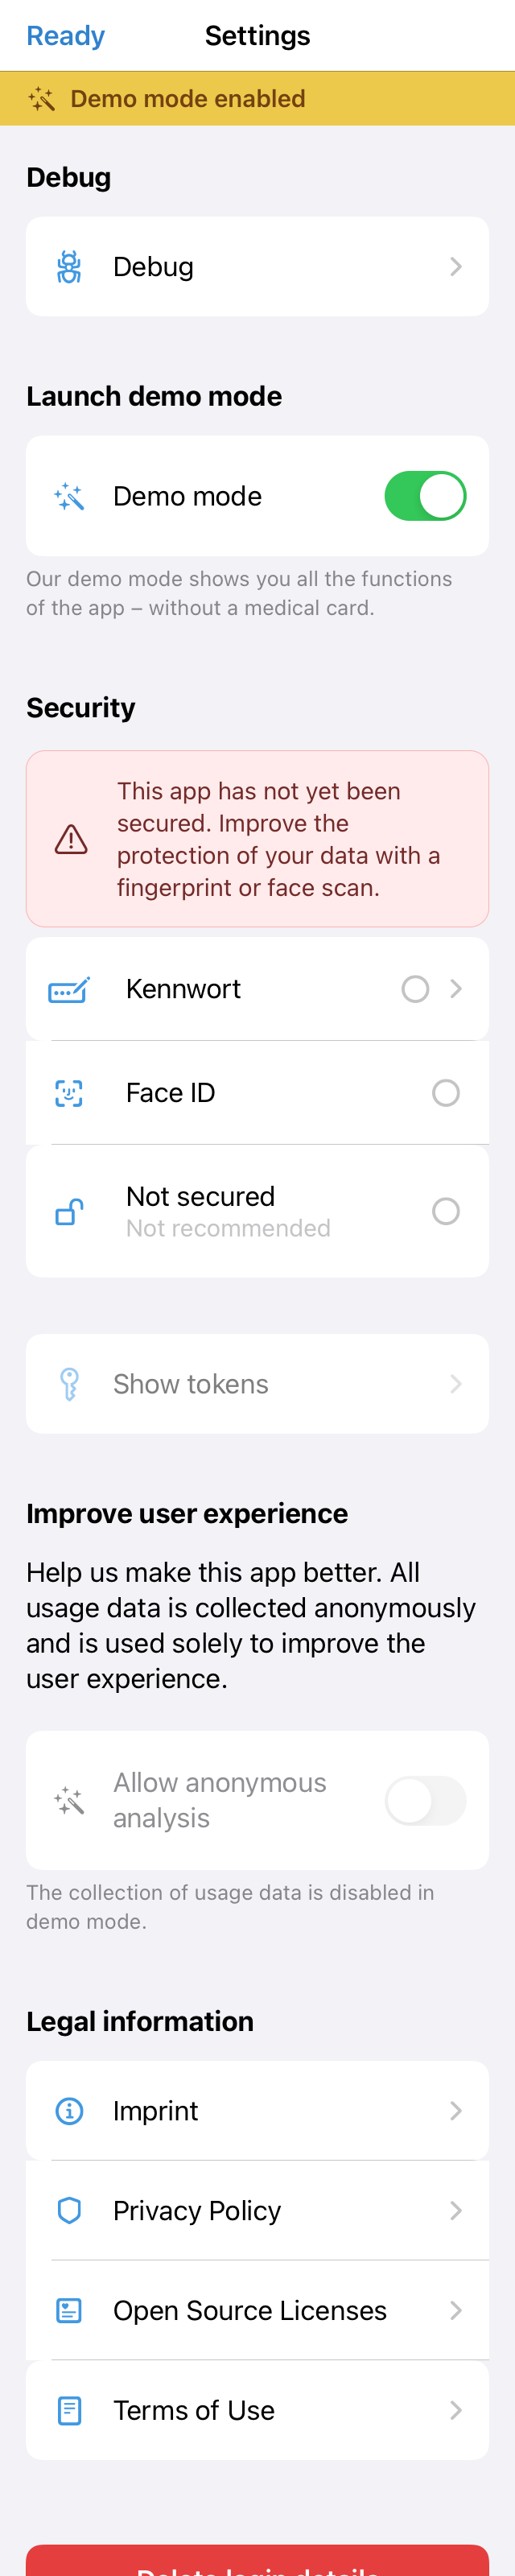 Ready
Settings
Demo mode enabled
Debug
Debug
Launch demo mode
Demo mode
Our demo mode shows you all the functions
of the app – without a medical card.
Security
This app has not yet been
secured. Improve the
protection of your data with a
fingerprint or face scan.
Kennwort
Face ID
Not secured
Not recommended
Show tokens
Improve user experience
Help us make this app better. All
usage data is collected anonymously
and is used solely to improve the
user experience.
Allow anonymous
analysis
The collection of usage data is disabled in
demo mode.
Legal information
Imprint
Privacy Policy
Open Source Licenses
Terms of Use
Delete login details